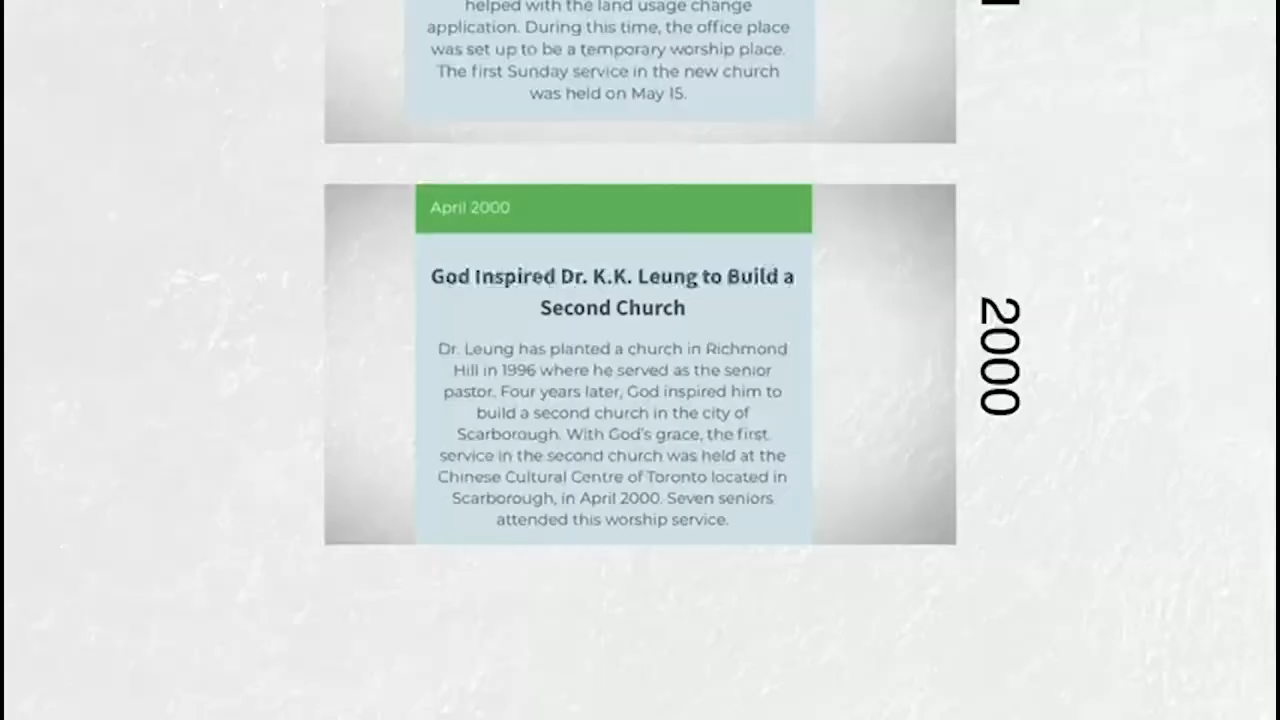 helped with the land usage change
application. During this time, the office place
was set up to be a temporary worship place.
The first Sunday service in the new church
was held on May 15.
April 2000
God Inspired Dr. K.K. Leung to Build a
Second Church
Dr. Leung has planted a church in Richmond
Hill in 1996 where he served as the senior
pastor. Four years later, God inspired him to
build a second church in the city of
Scarborough. With God's grace, the first
service in the second church was held at the
Chinese Cultural Centre of Toronto located in
Scarborough, in April 2000. Seven seniors
attended this worship service.
2000